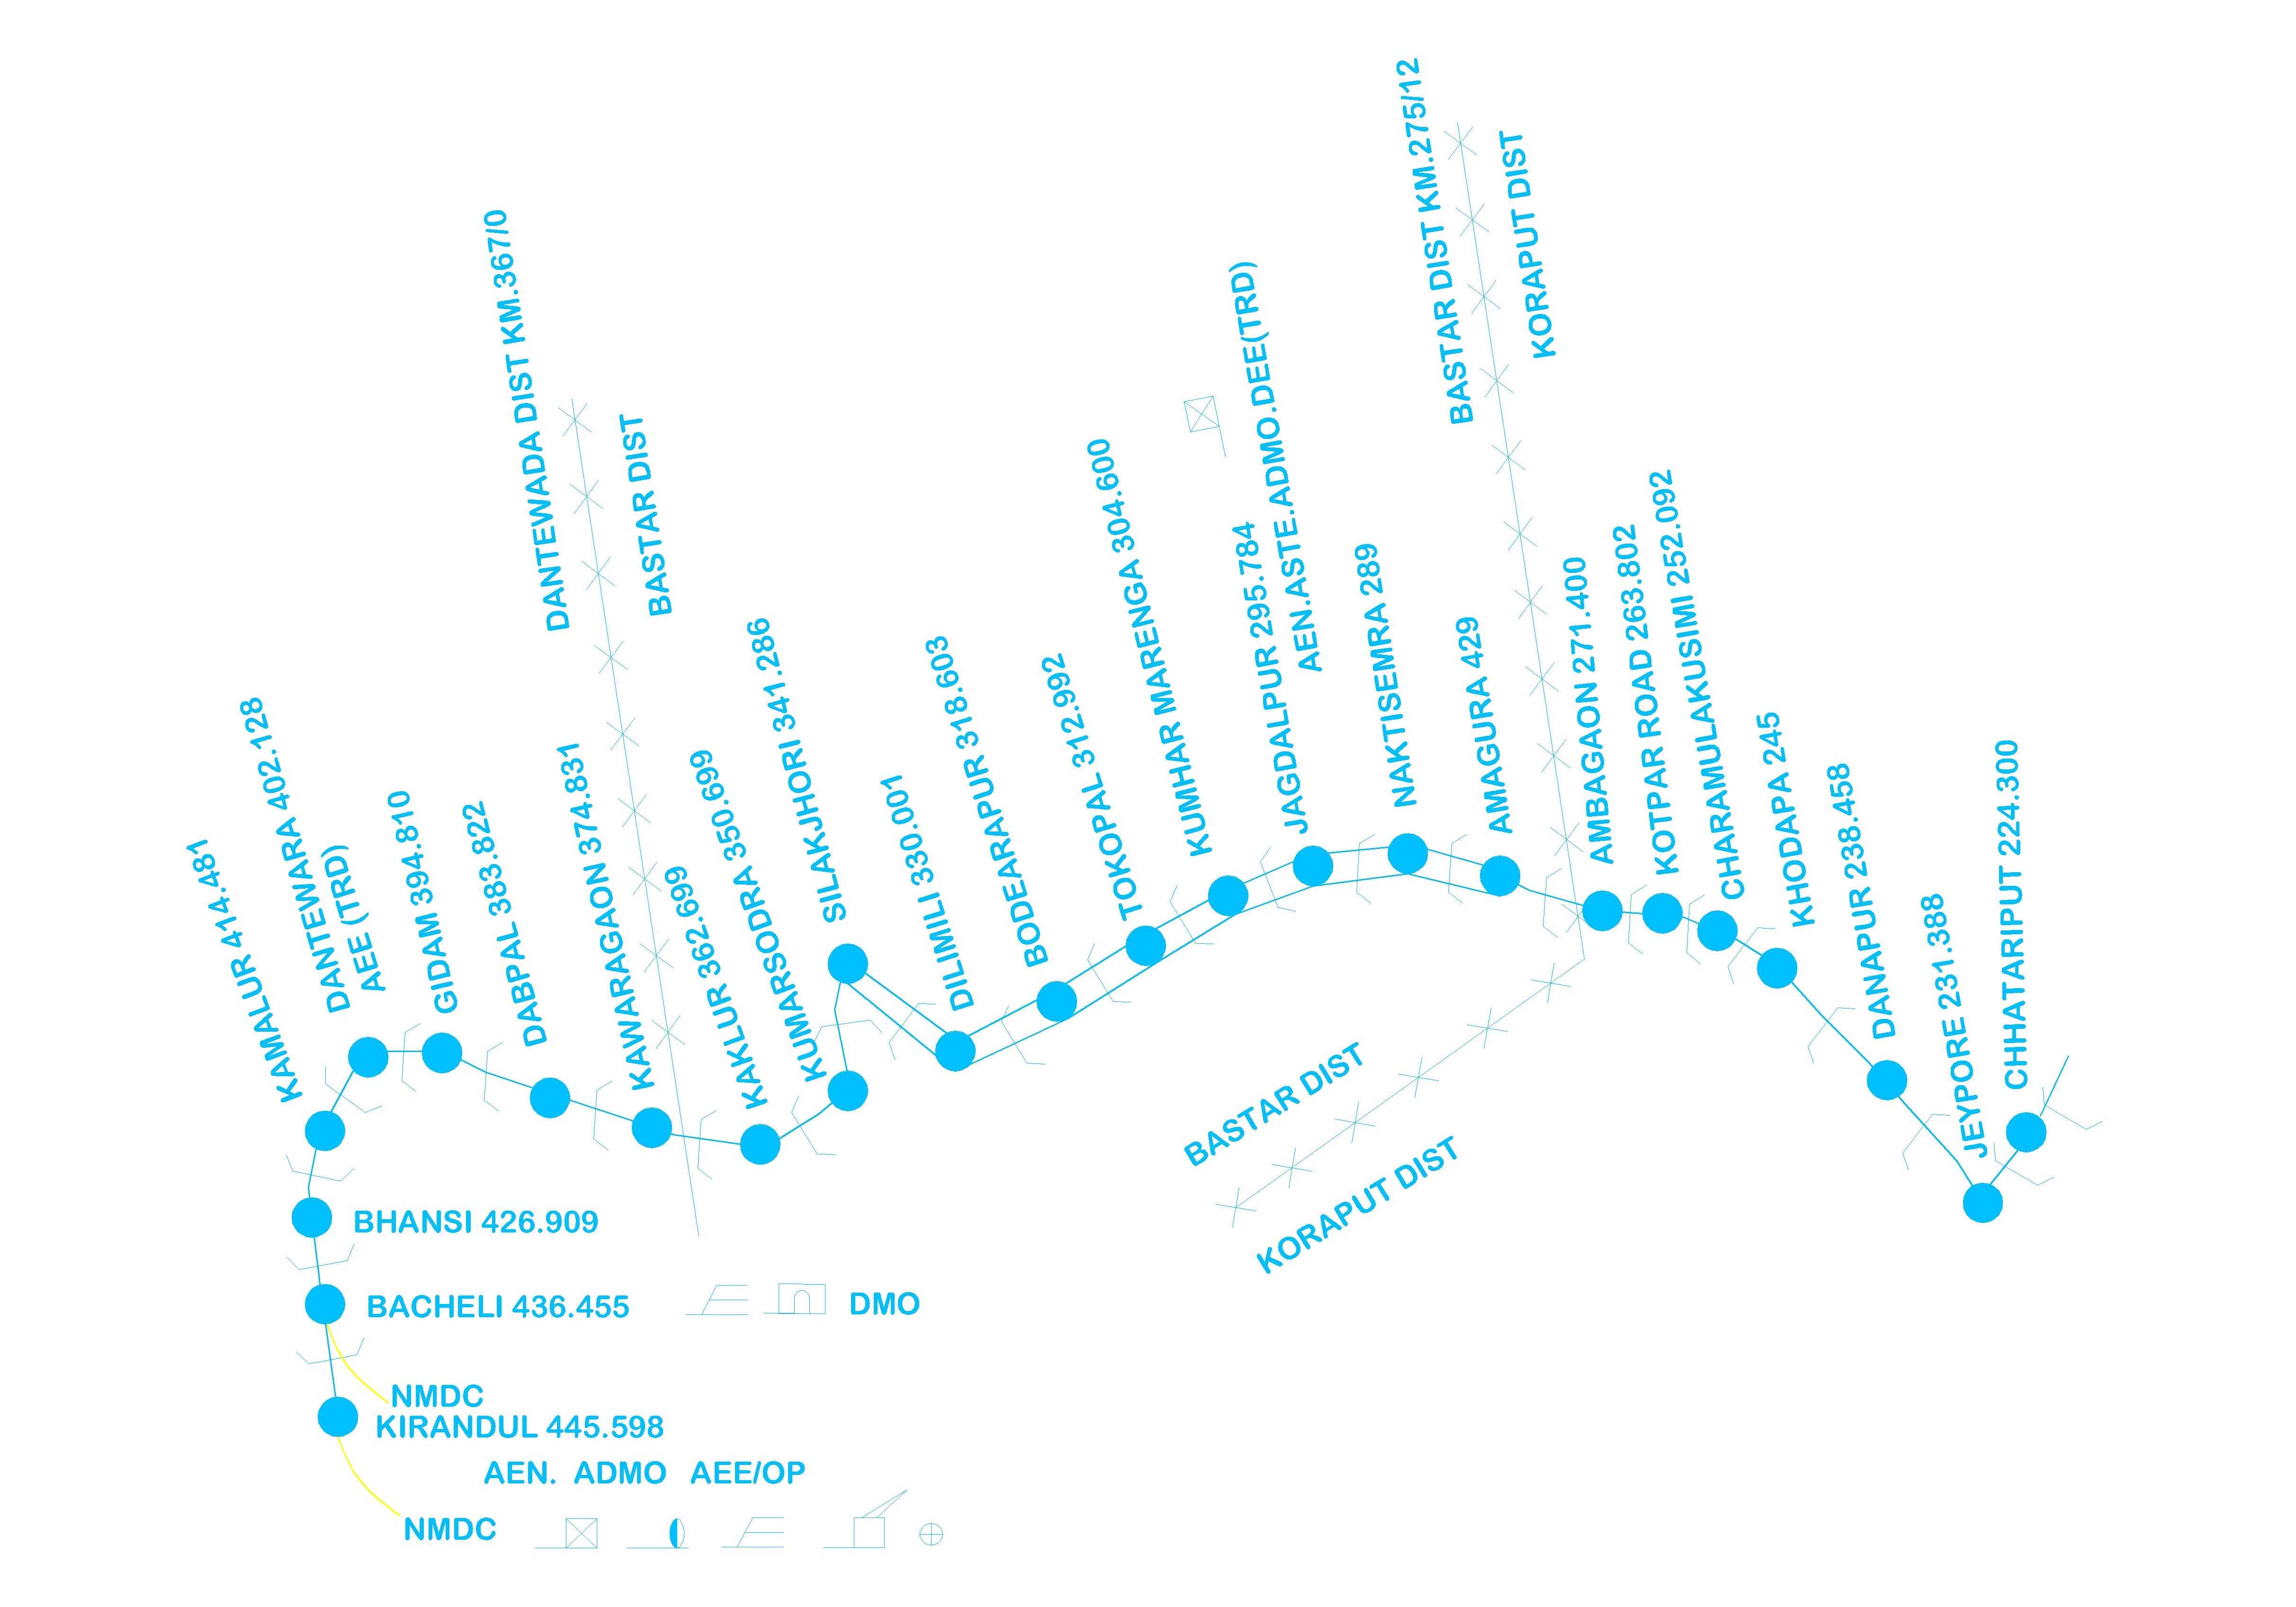 KAMALUR 414.481
DANTEWARA 402.128
AEE (TRD)
GIDAM 394.810
DABPAL 383.822
DANTEWADA DIST KM.367/0
BASTAR DIST
KAWARAGAON 374.831
KAKLUR 362.699
KUMARSODRA 350.699
SILAKJHORI 341.286
DILIMILI 330.001
BODEARAPUR 318.603
TOKOPAL 312.992
KUMHAR MARENGA 304.600
JAGDALPUR 295.784
AEN.ASTE.ADMO.DEE(TRD)
NAKTISEMRA 289
AMAGURA 429
BASTAR DIST KM.275/12
KORAPUT DIST
AMBAGAON 271.400
KOTPAR ROAD 263.802
CHARAMULAKUSIMI 252.092
KHODAPA 245
DANAPUR 238.458
JEYPORE 231.388
CHHATARIPUT 224.300
BASTAR DIST
KORAPUT DIST
BHANSI 426.909
BACHELI 436.455
DMO
NMDC
KIRANDUL 445.598
AEN. ADMO AEE/OP
NMDC